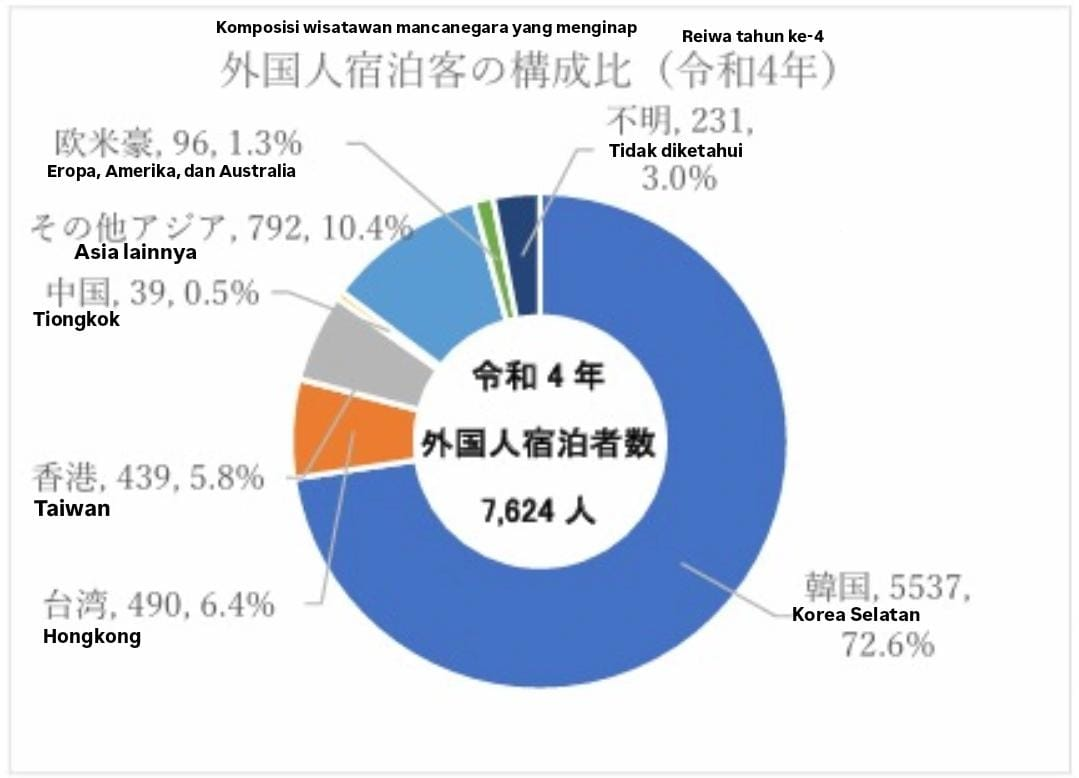 Komposisi wisatawan mancanegara yang menginap
Reiwa tahun ke-4
外国人宿泊客の構成比（令和4年）
欧米豪, 96, 1.3%
Eropa, Amerika, dan Australia
不明, 231,
Tidak diketahui
3.0%
その他アジア, 792, 10.4%
Asia lainnya
中国, 39, 0.5%
Tiongkok
香港, 439, 5.8%
Taiwan
台湾, 490, 6.4%
Hongkong
令和 4 年
外国人宿泊者数
7,624 人
韓国, 5537,
Korea Selatan
72.6%